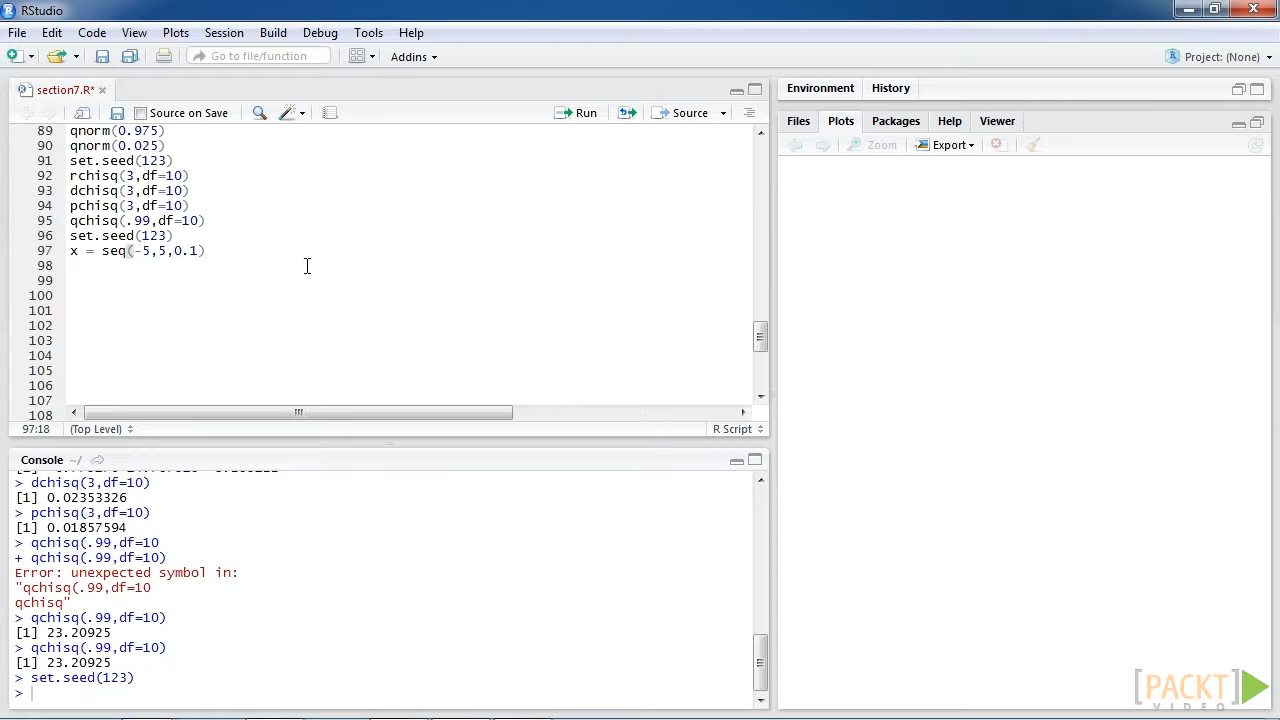 RStudio
File Edit Code View Plots Session Build Debug Tools Help
Go to file/function Addins Project: (None)
section7.R*
Source on Save Run Source
89 qnorm(0.975)
90 qnorm(0.025)
91 set.seed(123)
92 rchisq(3,df=10)
93 dchisq(3,df=10)
94 pchisq(3,df=10)
95 qchisq(.99,df=10)
96 set.seed(123)
97 x = seq(-5,5,0.1)
98
99
100
101
102
103
104
105
106
107
108
97:18 (Top Level) R Script
Console ~/
> dchisq(3,df=10)
[1] 0.02353326
> pchisq(3,df=10)
[1] 0.01857594
> qchisq(.99,df=10
+ qchisq(.99,df=10)
Error: unexpected symbol in:
"qchisq(.99,df=10
qchisq"
> qchisq(.99,df=10)
[1] 23.20925
> qchisq(.99,df=10)
[1] 23.20925
> set.seed(123)
>
Environment History
Files Plots Packages Help Viewer
Zoom Export
[PACKT]
VIDEO